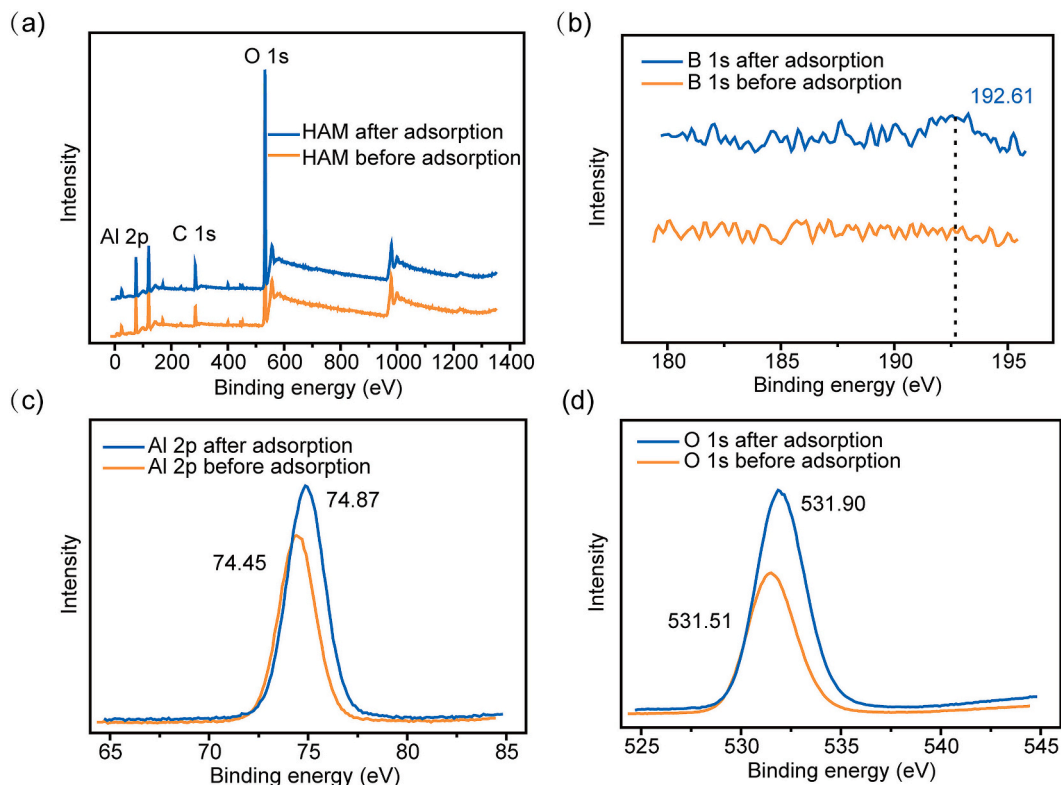 (a)
O 1s
HAM after adsorption
HAM before adsorption
Al 2p
C 1s
Intensity
0 200 400 600 800 1000 1200 1400
Binding energy (eV)
(b)
B 1s after adsorption
B 1s before adsorption
192.61
Intensity
180 185 190 195
Binding energy (eV)
(c)
Al 2p after adsorption
Al 2p before adsorption
74.87
74.45
Intensity
65 70 75 80 85
Binding energy (eV)
(d)
O 1s after adsorption
O 1s before adsorption
531.90
531.51
Intensity
525 530 535 540 545
Binding energy (eV)